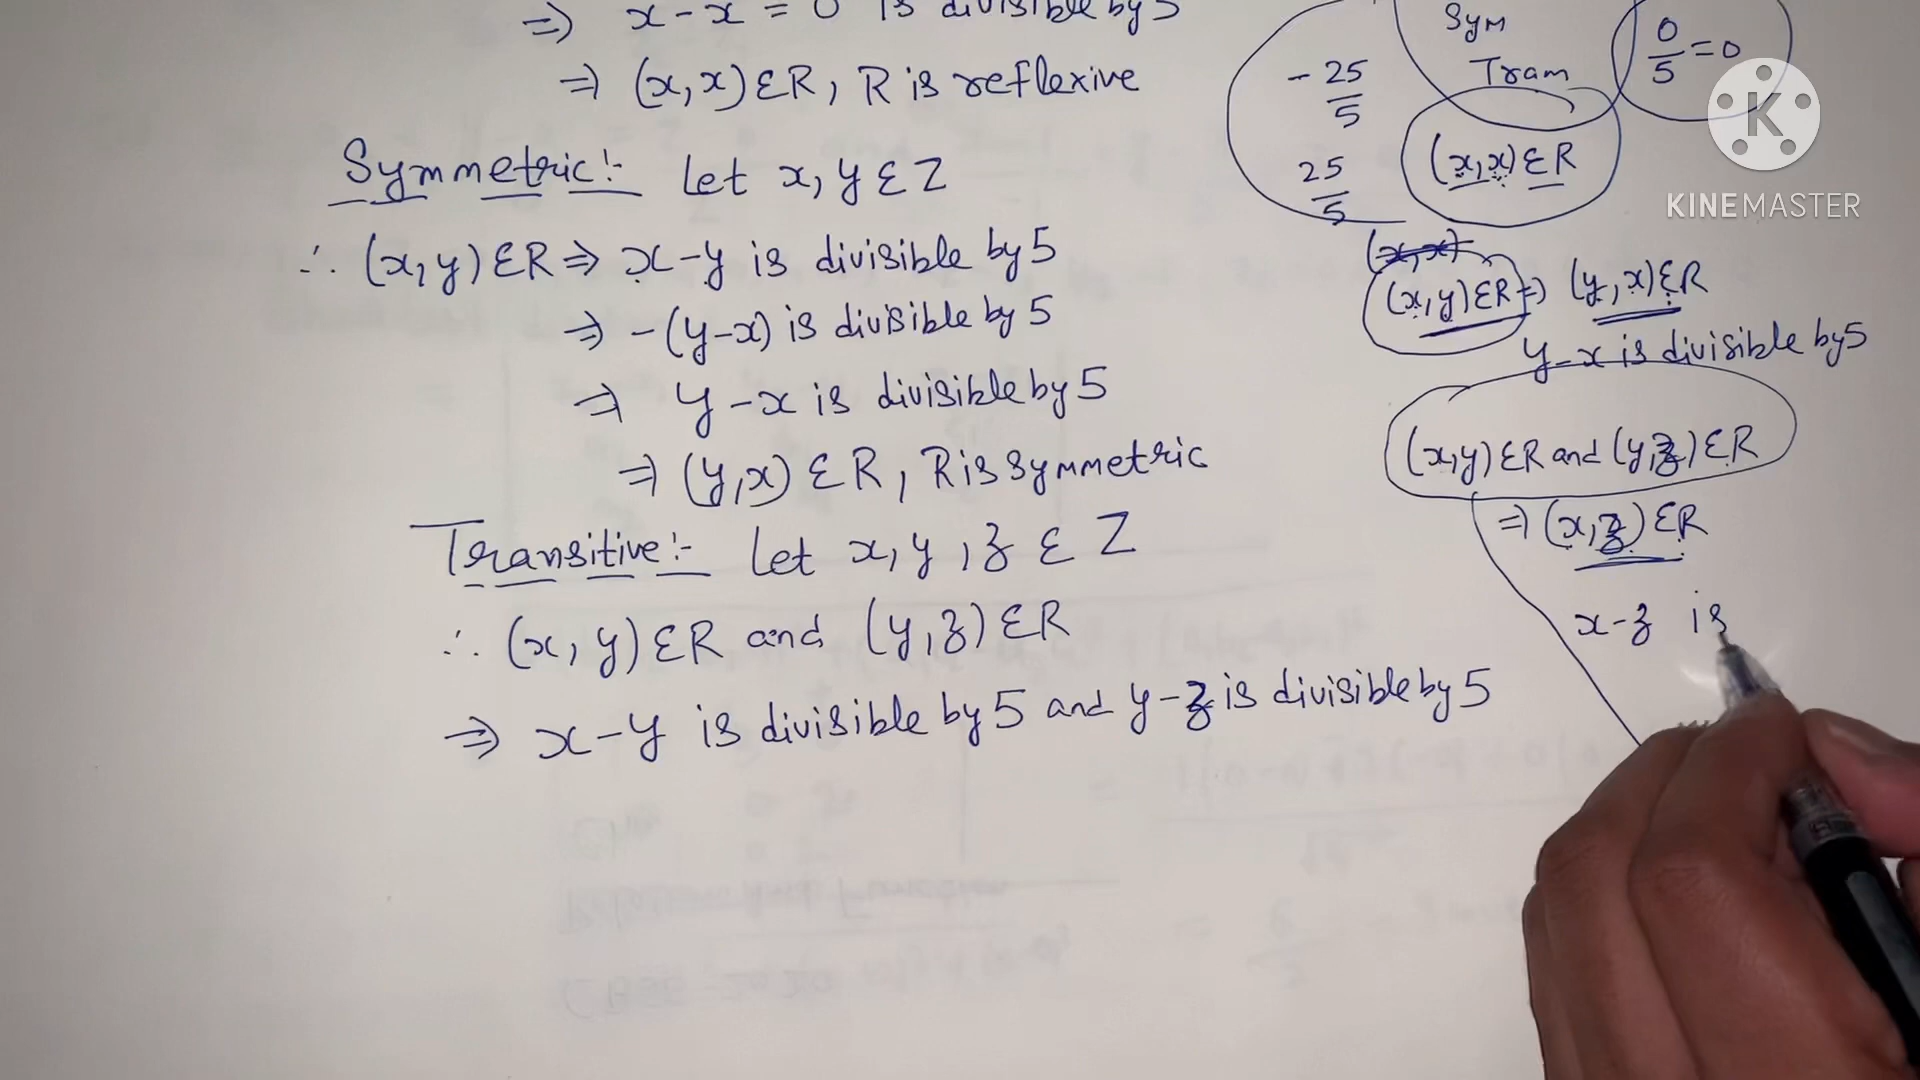 ⇒ x-x = 0 is divisible by 5
⇒ (x,x) ɛ R, R is reflexive
Symmetric:- Let x, y ɛ Z
∴ (x,y) ɛ R ⇒ x-y is divisible by 5
⇒ -(y-x) is divisible by 5
⇒ y-x is divisible by 5
⇒ (y,x) ɛ R, R is symmetric
Transitive:- Let x, y, z ɛ Z
∴ (x,y) ɛ R and (y,z) ɛ R
⇒ x-y is divisible by 5 and y-z is divisible by 5
Sym
Tram
0/5 = 0
-25/5
25/5
(x,x) ɛ R
(x,x)
(x,y) ɛ R ⇒ (y,x) ɛ R
y-x is divisible by 5
(x,y) ɛ R and (y,z) ɛ R
⇒ (x,z) ɛ R
x-z is
K
KINEMASTER